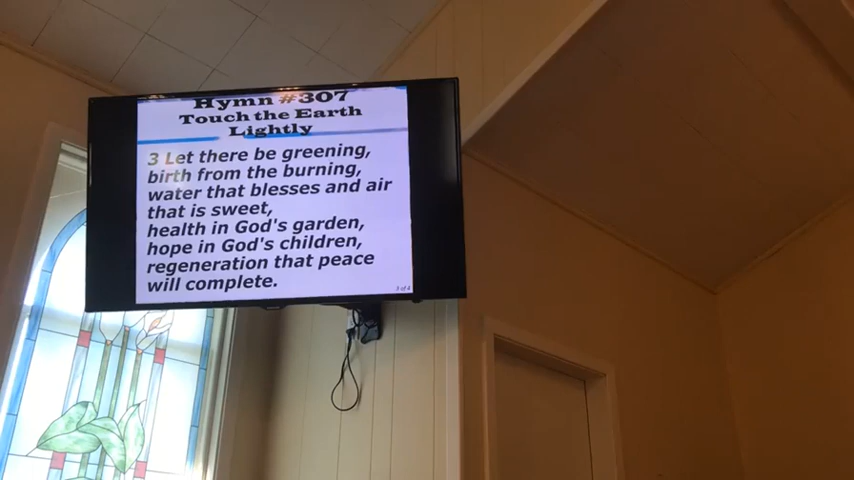 Hymn #307
Touch the Earth
Lightly
3 Let there be greening,
birth from the burning,
water that blesses and air
that is sweet,
health in God's garden,
hope in God's children,
regeneration that peace
will complete.
3 of 4